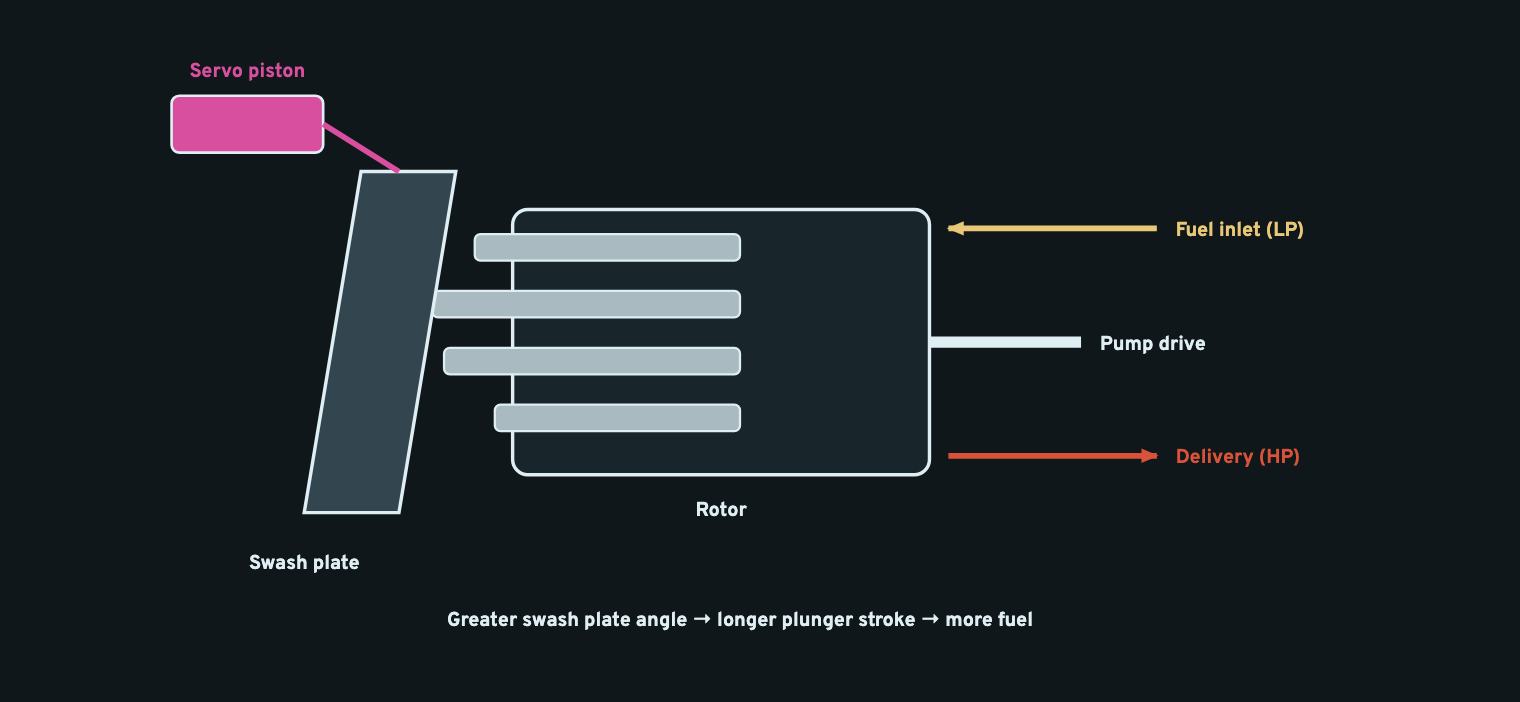 Servo piston
Fuel inlet (LP)
Pump drive
Delivery (HP)
Rotor
Swash plate
Greater swash plate angle → longer plunger stroke → more fuel